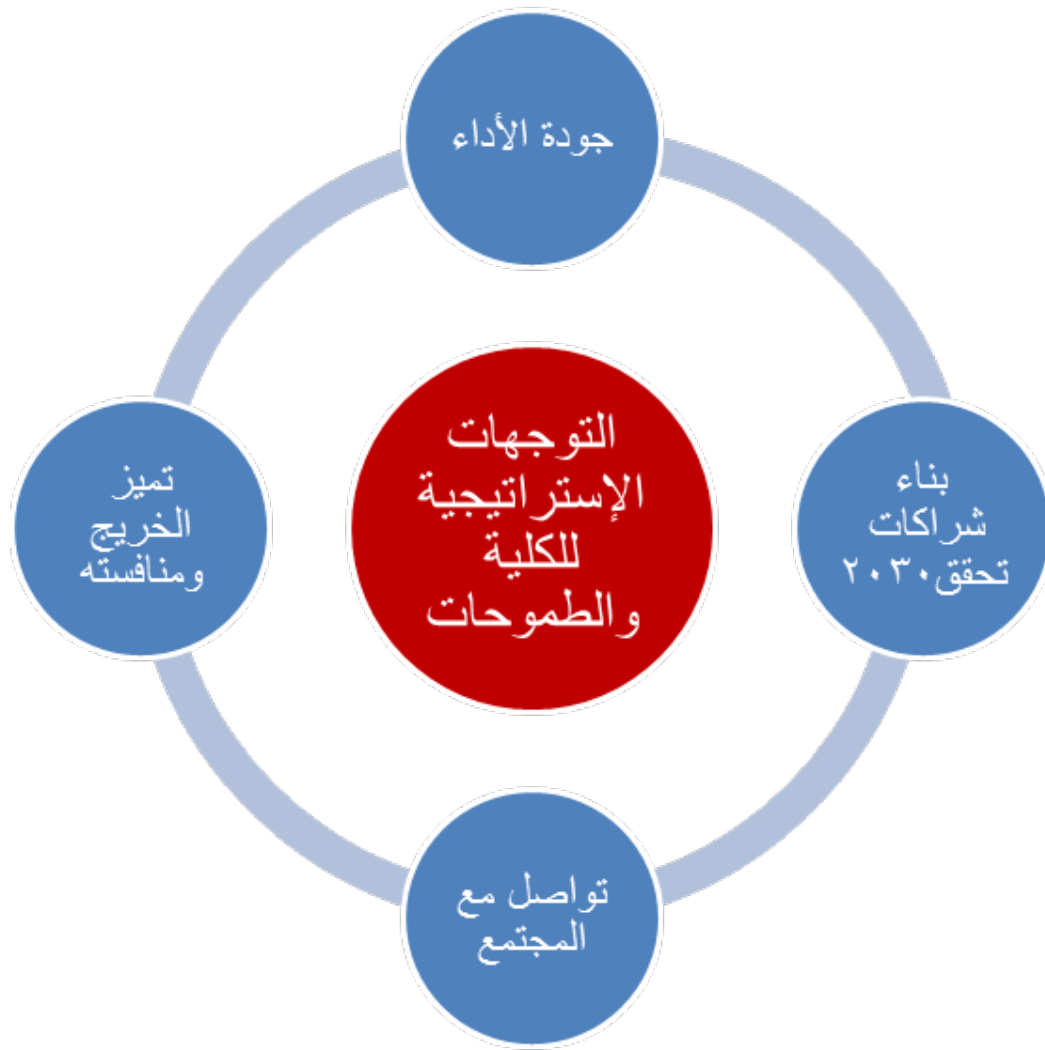 جودة الأداء
بناء
شراكات
تحقق٢٠٣٠
تواصل مع
المجتمع
تميز
الخريج
ومنافسته
التوجهات
الإستراتيجية
للكلية
والطموحات